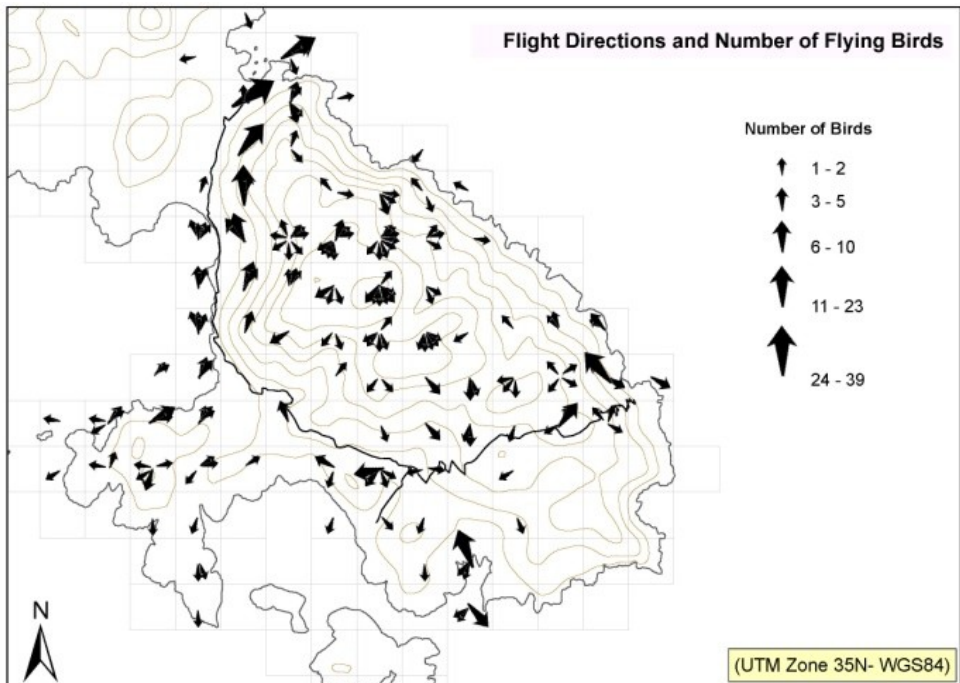 Flight Directions and Number of Flying Birds
Number of Birds
1 - 2
3 - 5
6 - 10
11 - 23
24 - 39
N
(UTM Zone 35N- WGS84)